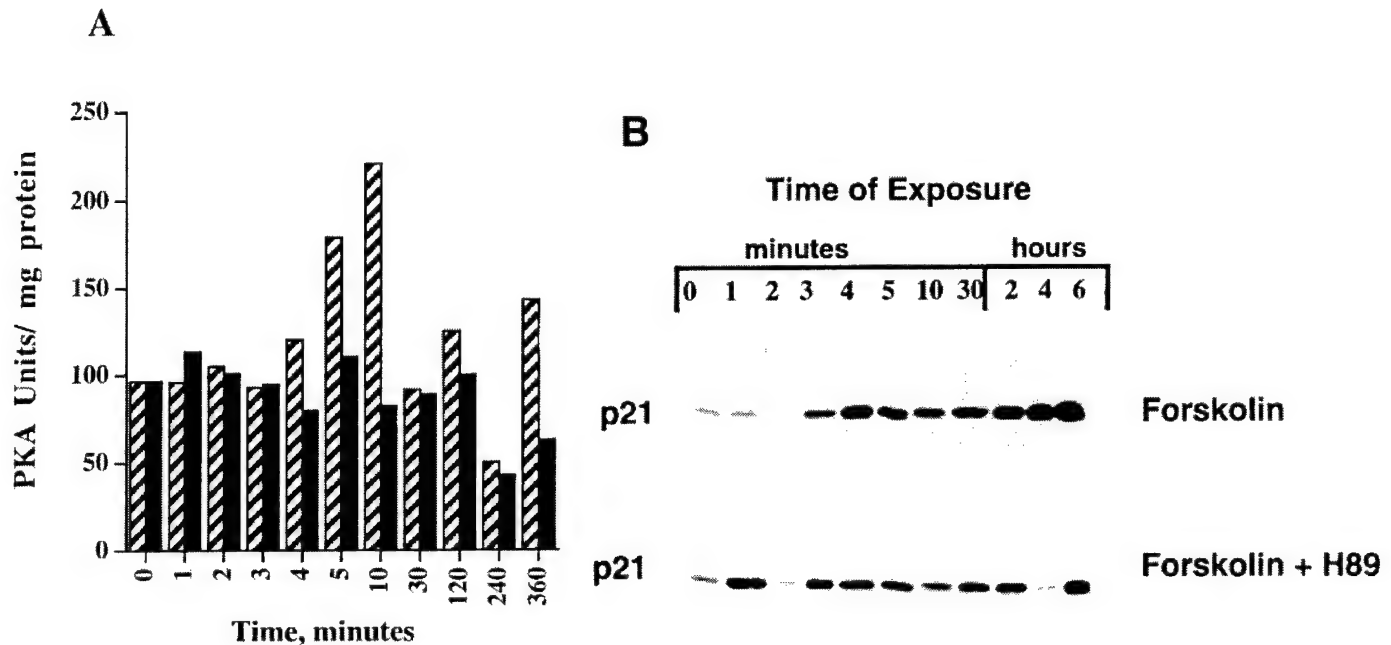 A
PKA Units/ mg protein
250
200
150
100
50
0
0 1 2 3 4 5 10 30 120 240 360
Time, minutes
B
Time of Exposure
minutes hours
0 1 2 3 4 5 10 30 2 4 6
p21 Forskolin
p21 Forskolin + H89